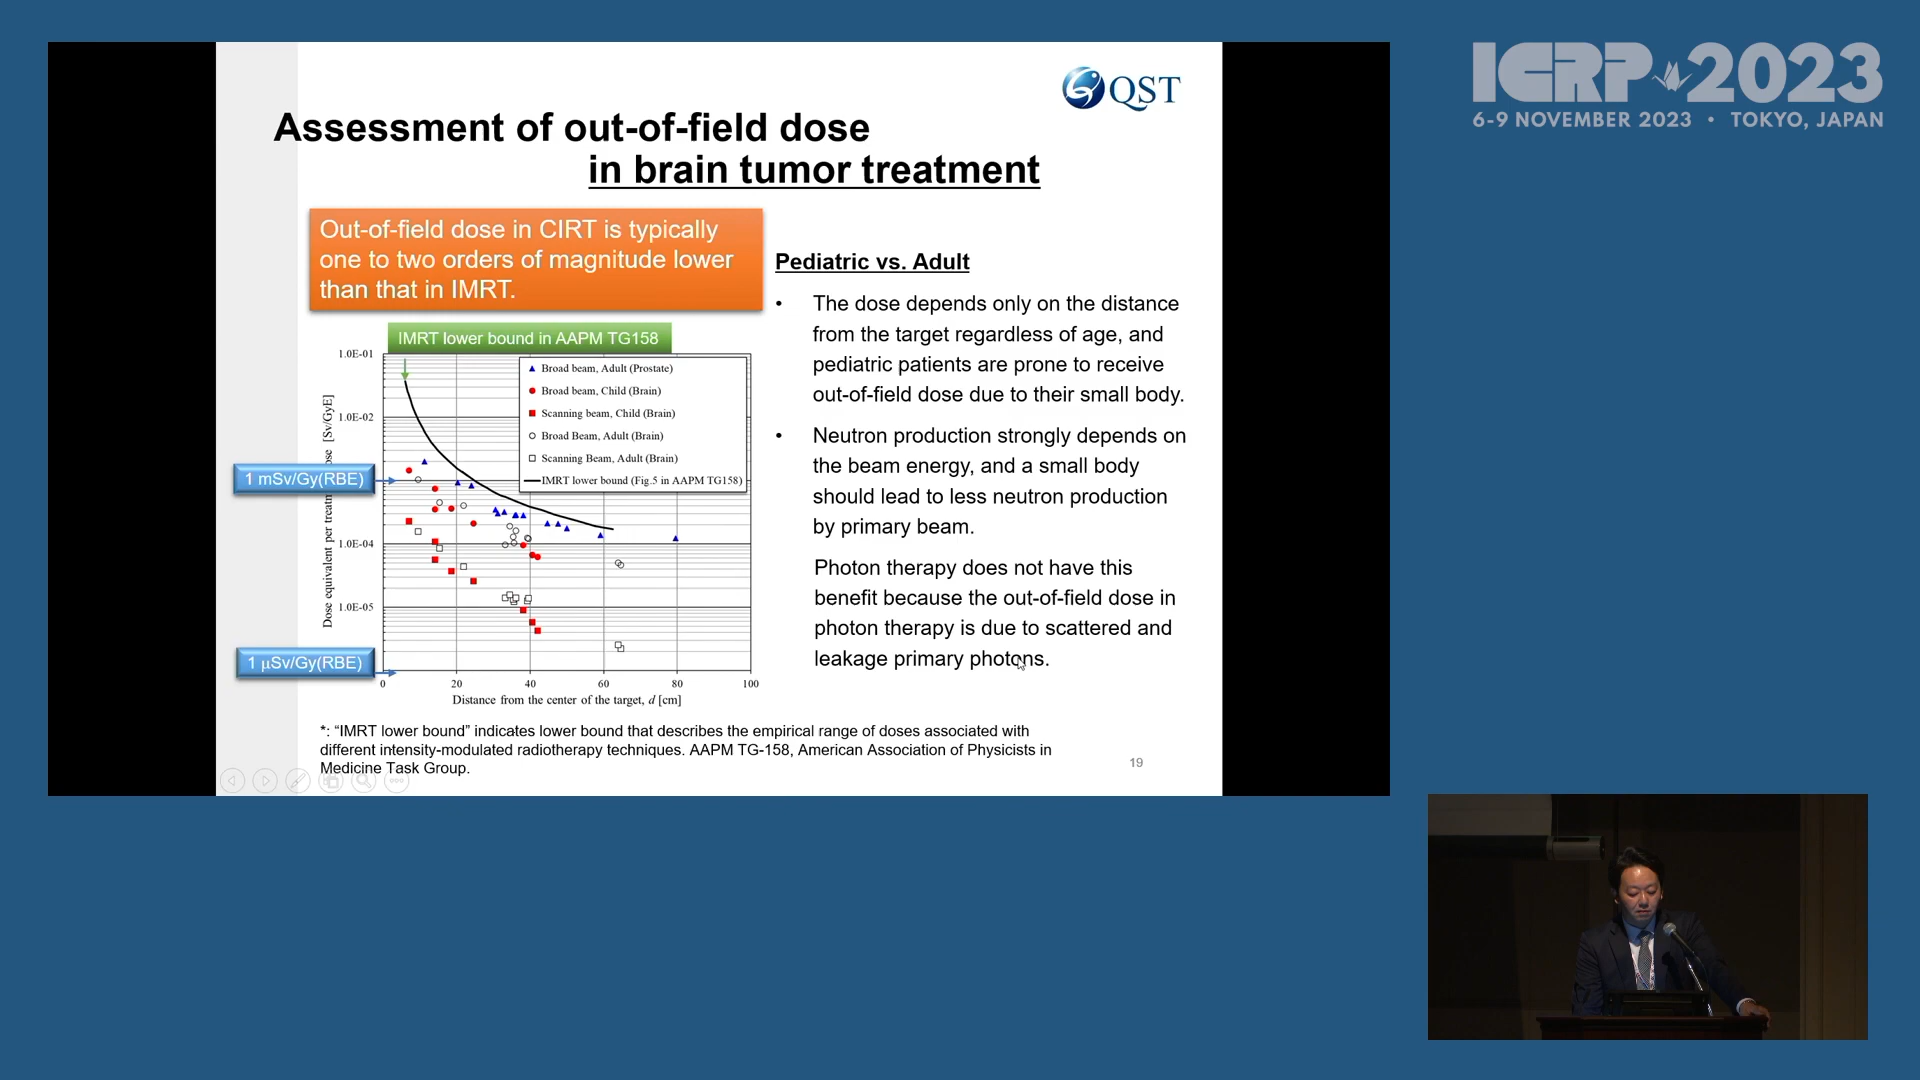 ICRP 2023
6-9 NOVEMBER 2023 • TOKYO, JAPAN
QST
Assessment of out-of-field dose
in brain tumor treatment
Out-of-field dose in CIRT is typically
one to two orders of magnitude lower
than that in IMRT.
IMRT lower bound in AAPM TG158
1.0E-01
1.0E-02
1.0E-04
1.0E-05
Dose equivalent per treatm ose [Sv/GyE]
1 mSv/Gy(RBE)
1 μSv/Gy(RBE)
Broad beam, Adult (Prostate)
Broad beam, Child (Brain)
Scanning beam, Child (Brain)
Broad Beam, Adult (Brain)
Scanning Beam, Adult (Brain)
IMRT lower bound (Fig.5 in AAPM TG158)
0 20 40 60 80 100
Distance from the center of the target, d [cm]
Pediatric vs. Adult
• The dose depends only on the distance
from the target regardless of age, and
pediatric patients are prone to receive
out-of-field dose due to their small body.
• Neutron production strongly depends on
the beam energy, and a small body
should lead to less neutron production
by primary beam.
Photon therapy does not have this
benefit because the out-of-field dose in
photon therapy is due to scattered and
leakage primary photons.
*: “IMRT lower bound” indicates lower bound that describes the empirical range of doses associated with
different intensity-modulated radiotherapy techniques. AAPM TG-158, American Association of Physicists in
Medicine Task Group.
19